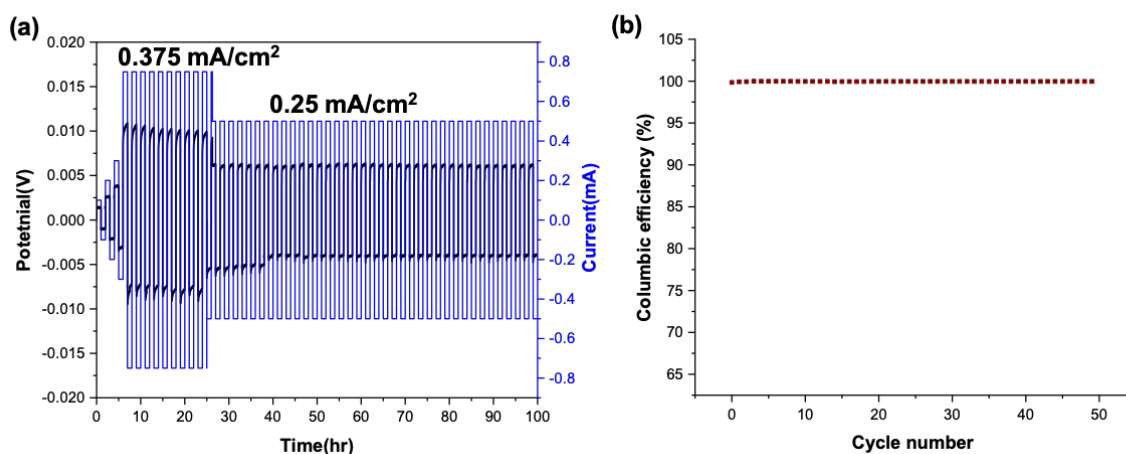 (a)
0.375 mA/cm²
0.25 mA/cm²
Potetnial(V)
0.020
0.015
0.010
0.005
0.000
-0.005
-0.010
-0.015
-0.020
0 10 20 30 40 50 60 70 80 90 100
Time(hr)
0.8
0.6
0.4
0.2
0.0
-0.2
-0.4
-0.6
-0.8
Current(mA)
(b)
Columbic efficiency (%)
105
100
95
90
85
80
75
70
65
0 10 20 30 40 50
Cycle number